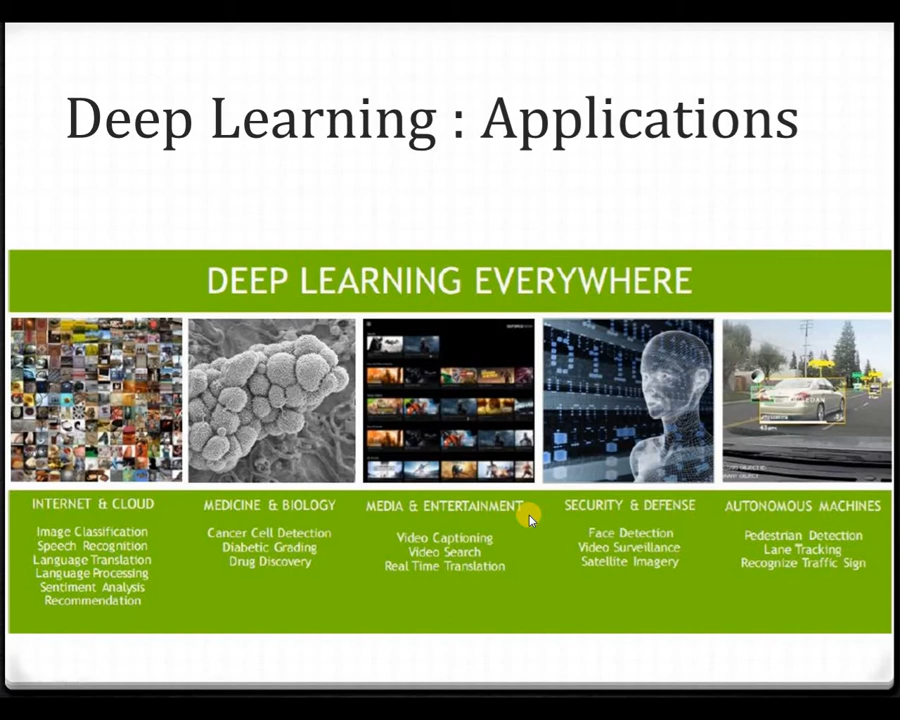 Deep Learning : Applications
DEEP LEARNING EVERYWHERE
INTERNET & CLOUD
Image Classification
Speech Recognition
Language Translation
Language Processing
Sentiment Analysis
Recommendation
MEDICINE & BIOLOGY
Cancer Cell Detection
Diabetic Grading
Drug Discovery
MEDIA & ENTERTAINMENT
Video Captioning
Video Search
Real Time Translation
SECURITY & DEFENSE
Face Detection
Video Surveillance
Satellite Imagery
AUTONOMOUS MACHINES
Pedestrian Detection
Lane Tracking
Recognize Traffic Sign